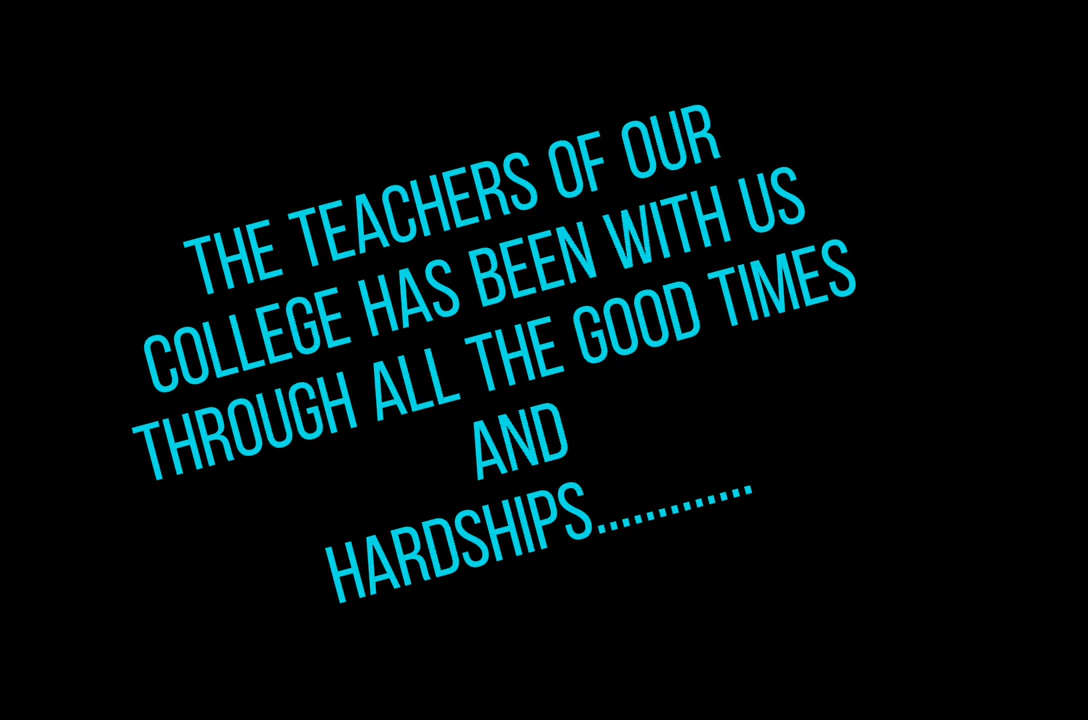 THE TEACHERS OF OUR
COLLEGE HAS BEEN WITH US
THROUGH ALL THE GOOD TIMES
AND
HARDSHIPS.............